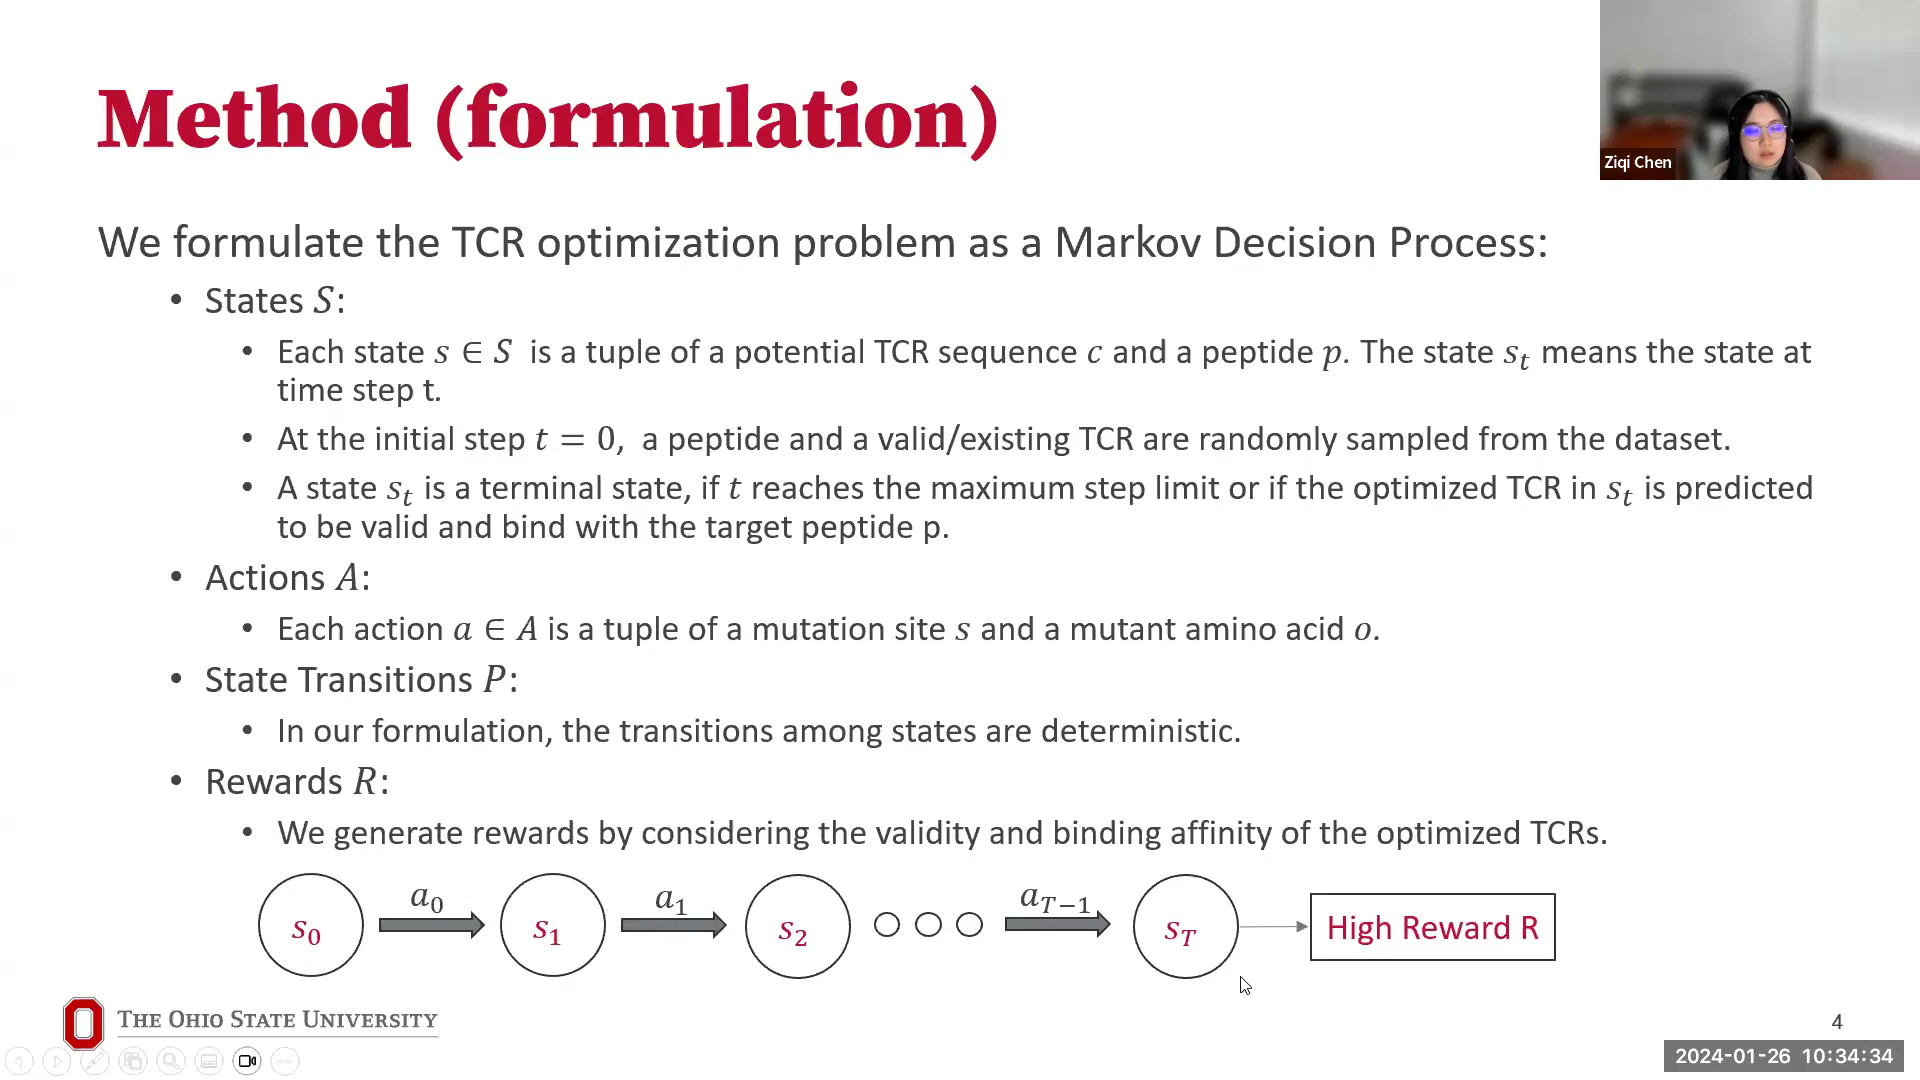 Method (formulation)
Ziqi Chen
We formulate the TCR optimization problem as a Markov Decision Process:
• States S:
• Each state s ∈ S is a tuple of a potential TCR sequence c and a peptide p. The state sₜ means the state at
time step t.
• At the initial step t = 0, a peptide and a valid/existing TCR are randomly sampled from the dataset.
• A state sₜ is a terminal state, if t reaches the maximum step limit or if the optimized TCR in sₜ is predicted
to be valid and bind with the target peptide p.
• Actions A:
• Each action a ∈ A is a tuple of a mutation site s and a mutant amino acid o.
• State Transitions P:
• In our formulation, the transitions among states are deterministic.
• Rewards R:
• We generate rewards by considering the validity and binding affinity of the optimized TCRs.
s₀ a₀ s₁ a₁ s₂ a_{T−1} s_T High Reward R
THE OHIO STATE UNIVERSITY
4
2024-01-26 10:34:34